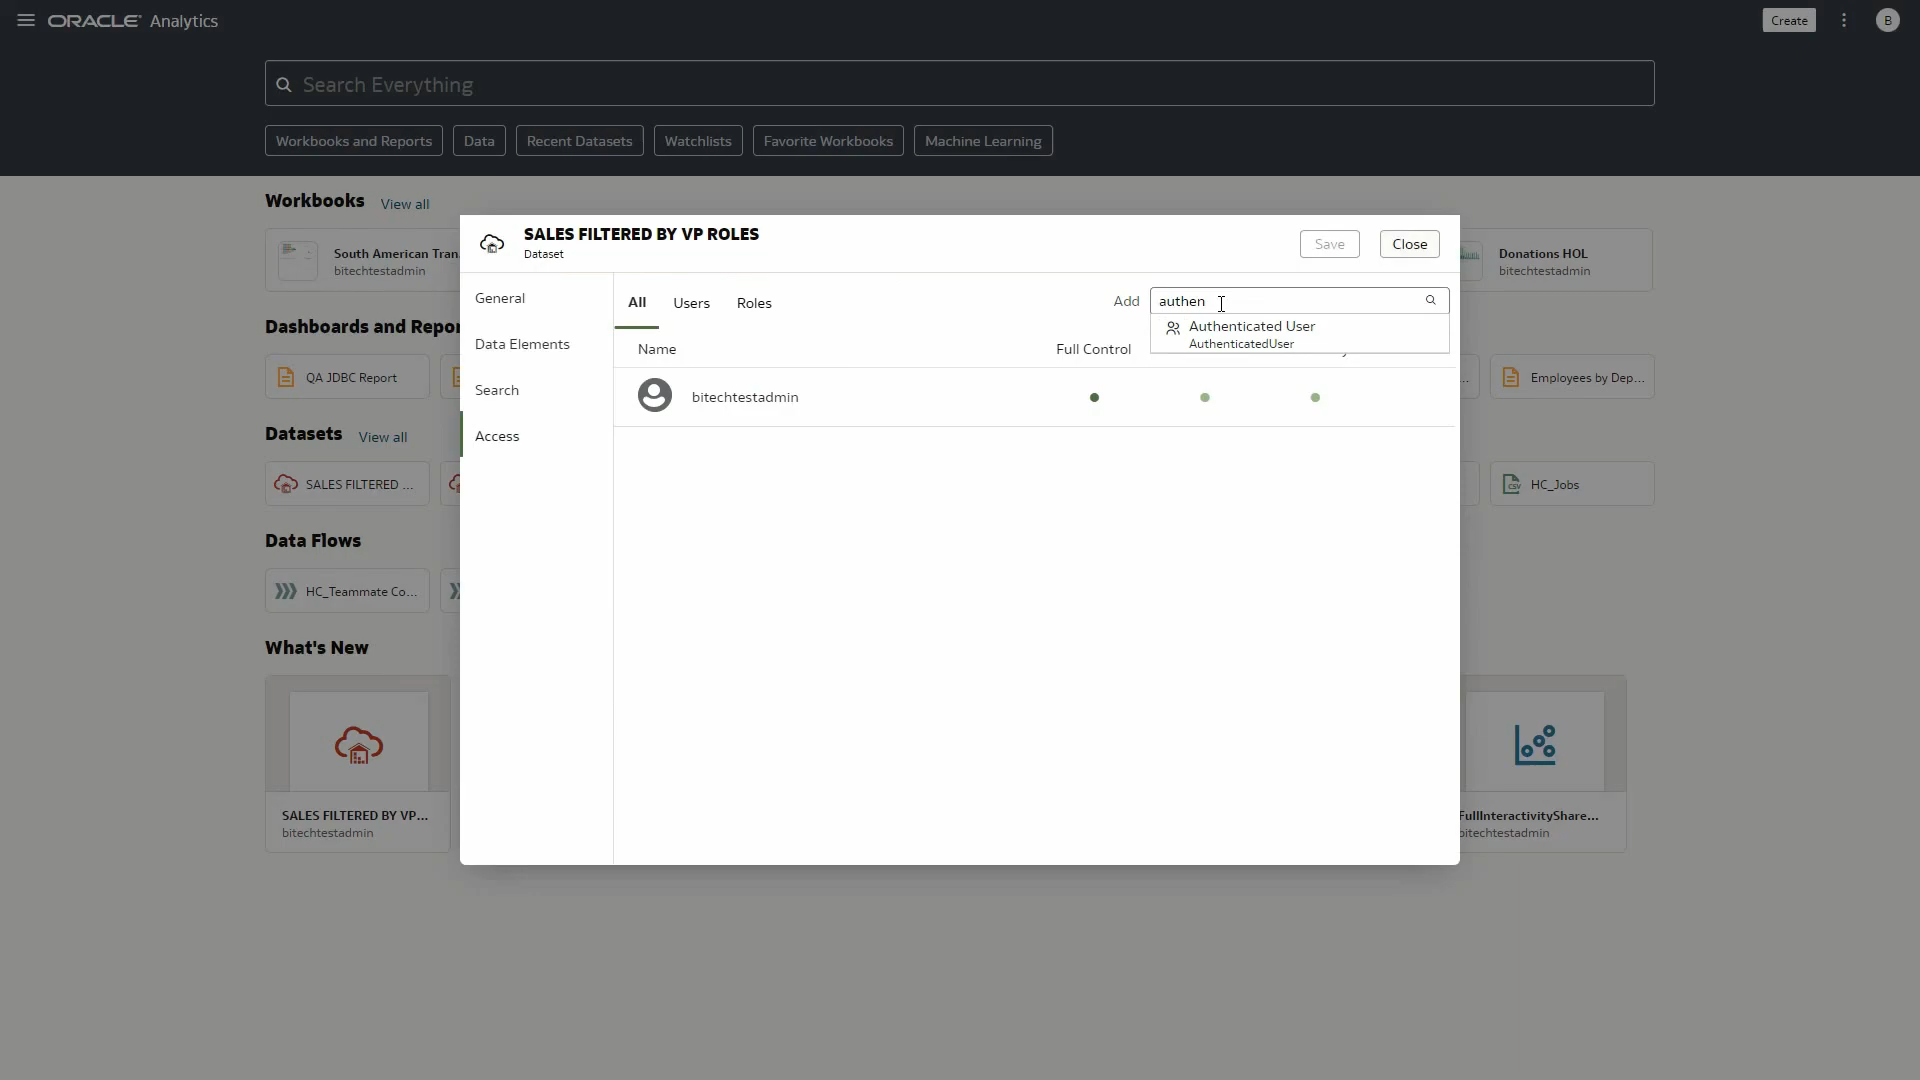 ORACLE Analytics
Create
B
Search Everything
Workbooks and Reports
Data
Recent Datasets
Watchlists
Favorite Workbooks
Machine Learning
Workbooks
View all
South American Tran
bitechtestadmin
Donations HOL
bitechtestadmin
Dashboards and Repor
QA JDBC Report
Employees by Dep...
Datasets
View all
SALES FILTERED ...
HC_Jobs
Data Flows
HC_Teammate Co...
What's New
SALES FILTERED BY VP...
bitechtestadmin
FullInteractivityShare...
bitechtestadmin
SALES FILTERED BY VP ROLES
Dataset
Save
Close
General
Data Elements
Search
Access
All
Users
Roles
Add
authen
Authenticated User
AuthenticatedUser
Name
Full Control
bitechtestadmin